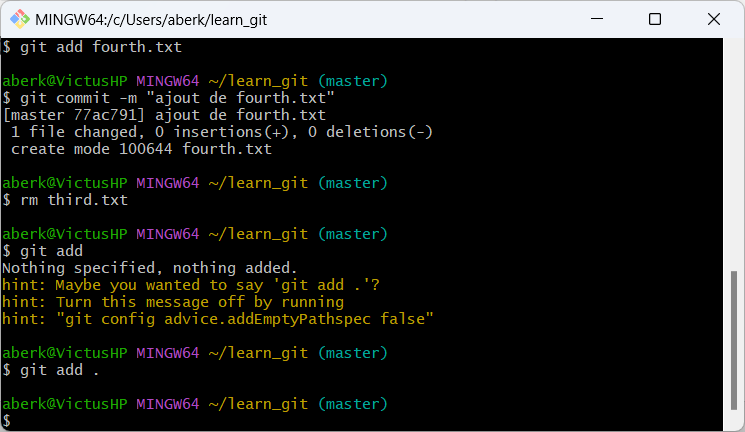 MINGW64:/c/Users/aberk/learn_git
$ git add fourth.txt
aberk@VictusHP MINGW64 ~/learn_git (master)
$ git commit -m "ajout de fourth.txt"
[master 77ac791] ajout de fourth.txt
 1 file changed, 0 insertions(+), 0 deletions(-)
 create mode 100644 fourth.txt
aberk@VictusHP MINGW64 ~/learn_git (master)
$ rm third.txt
aberk@VictusHP MINGW64 ~/learn_git (master)
$ git add
Nothing specified, nothing added.
hint: Maybe you wanted to say 'git add .'?
hint: Turn this message off by running
hint: "git config advice.addEmptyPathspec false"
aberk@VictusHP MINGW64 ~/learn_git (master)
$ git add .
aberk@VictusHP MINGW64 ~/learn_git (master)
$